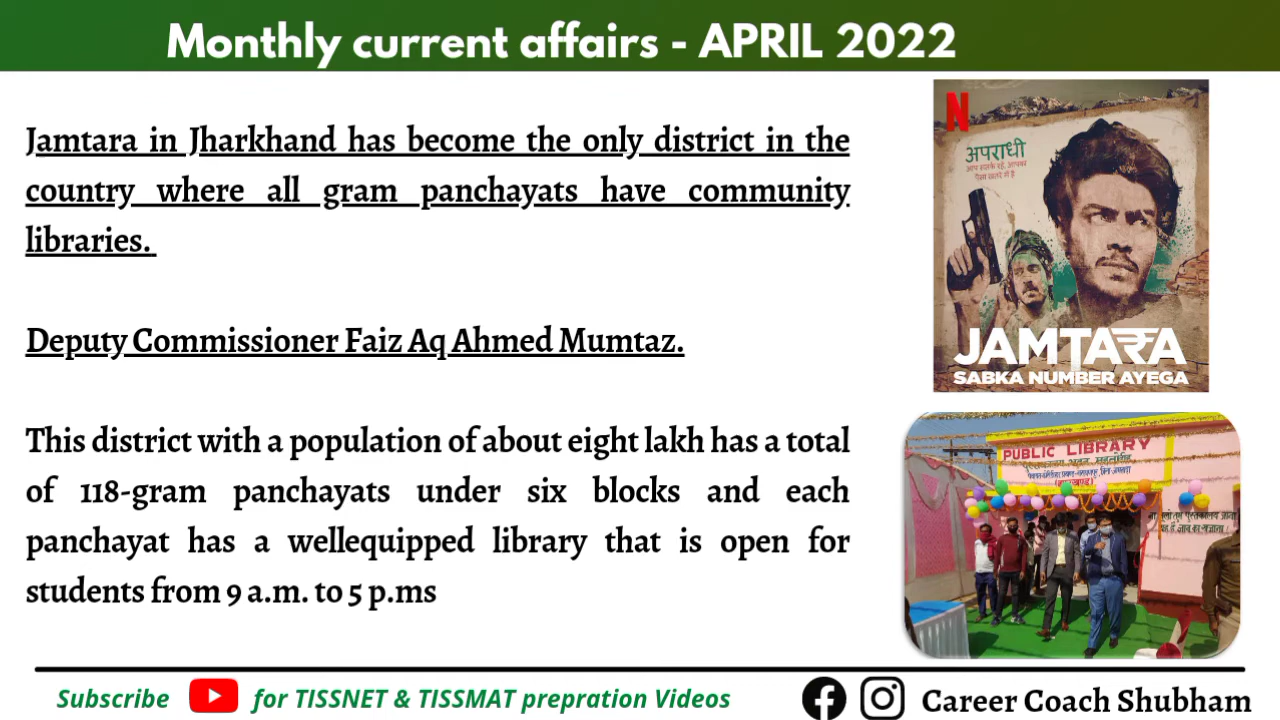 Monthly current affairs - APRIL 2022
Jamtara in Jharkhand has become the only district in the
country where all gram panchayats have community
libraries.
Deputy Commissioner Faiz Aq Ahmed Mumtaz.
This district with a population of about eight lakh has a total
of 118-gram panchayats under six blocks and each
panchayat has a wellequipped library that is open for
students from 9 a.m. to 5 p.ms
N
अपराधी
JAMTARA
SABKA NUMBER AYEGA
PUBLIC LIBRARY
Subscribe for TISSNET & TISSMAT prepration Videos
Career Coach Shubham